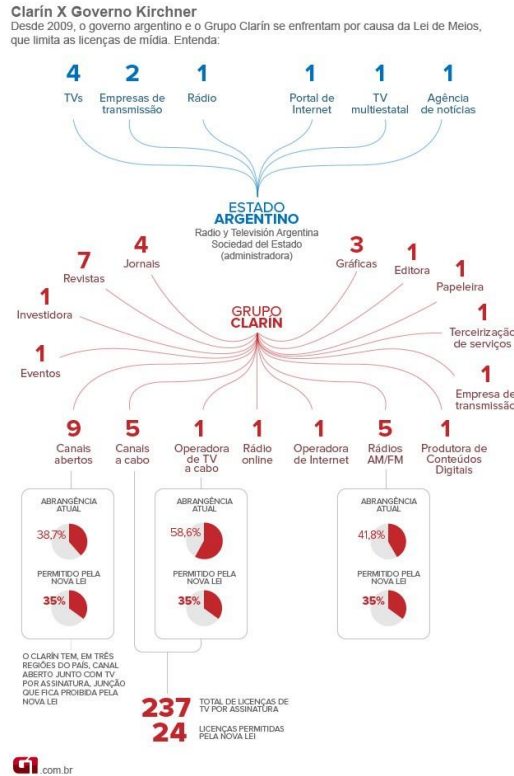 Clarín X Governo Kirchner
Desde 2009, o governo argentino e o Grupo Clarín se enfrentam por causa da Lei de Meios,
que limita as licenças de mídia. Entenda:
4
TVs
2
Empresas de
transmissão
1
Rádio
1
Portal de
Internet
1
TV
multiestatal
1
Agência
de notícias
ESTADO
ARGENTINO
Radio y Televisión Argentina
Sociedad del Estado
(administradora)
4
Jornais
7
Revistas
1
Investidora
1
Eventos
3
Gráficas
1
Editora
1
Papeleira
1
Terceirização
de serviços
1
Empresa de
transmissão
GRUPO
CLARÍN
9
Canais
abertos
5
Canais
a cabo
1
Operadora
de TV
a cabo
1
Rádio
online
1
Operadora
de Internet
5
Rádios
AM/FM
1
Produtora de
Conteúdos
Digitais
ABRANGÊNCIA
ATUAL
38,7%
PERMITIDO PELA
NOVA LEI
35%
ABRANGÊNCIA
ATUAL
58,6%
PERMITIDO PELA
NOVA LEI
35%
ABRANGÊNCIA
ATUAL
41,8%
PERMITIDO PELA
NOVA LEI
35%
O CLARÍN TEM, EM TRÊS
REGIÕES DO PAÍS, CANAL
ABERTO JUNTO COM TV
POR ASSINATURA, JUNÇÃO
QUE FICA PROIBIDA PELA
NOVA LEI
237 TOTAL DE LICENÇAS DE
TV POR ASSINATURA
24 LICENÇAS PERMITIDAS
PELA NOVA LEI
G1 .com.br